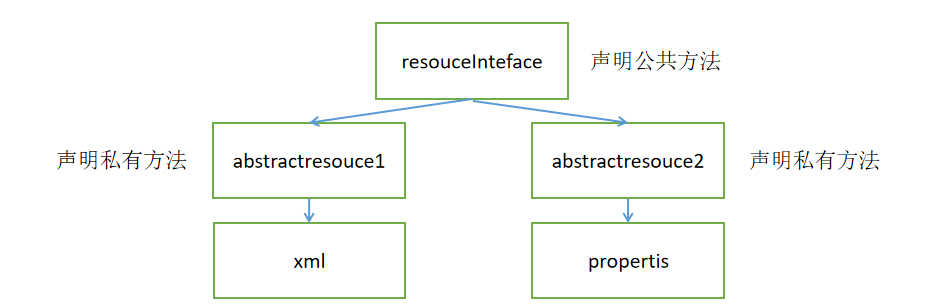 resouceInteface
声明公共方法
声明私有方法
abstractresouce1
abstractresouce2
声明私有方法
xml
propertis